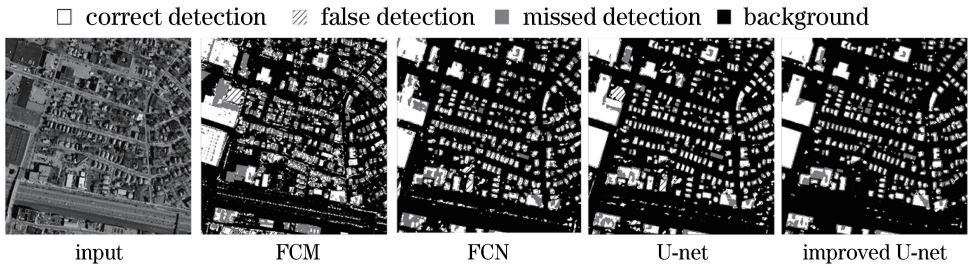 correct detection false detection missed detection background
input FCM FCN U-net improved U-net